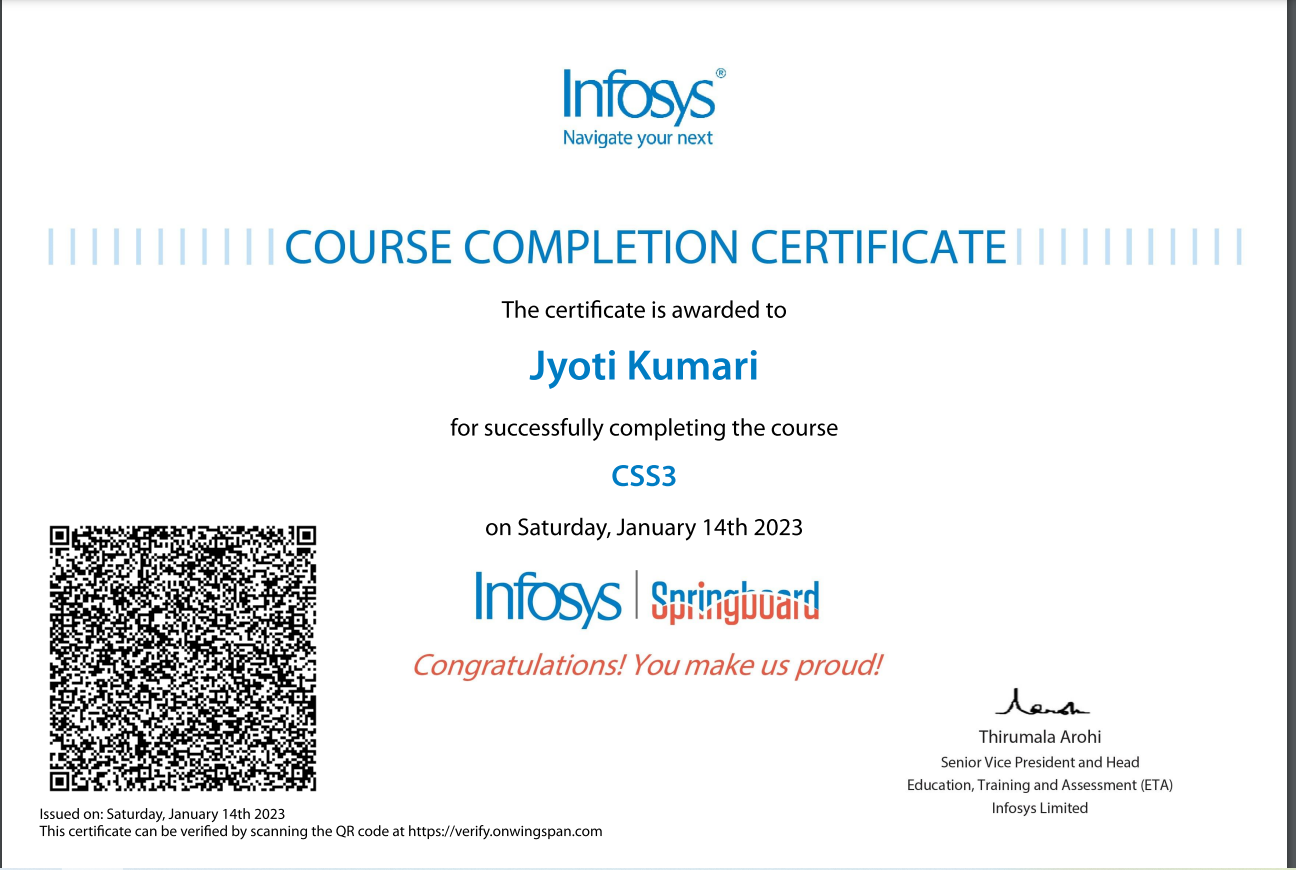 Infosys®
Navigate your next
COURSE COMPLETION CERTIFICATE
The certificate is awarded to
Jyoti Kumari
for successfully completing the course
CSS3
on Saturday, January 14th 2023
Infosys | Springboard
Congratulations! You make us proud!
Thirumala Arohi
Senior Vice President and Head
Education, Training and Assessment (ETA)
Infosys Limited
Issued on: Saturday, January 14th 2023
This certificate can be verified by scanning the QR code at https://verify.onwingspan.com